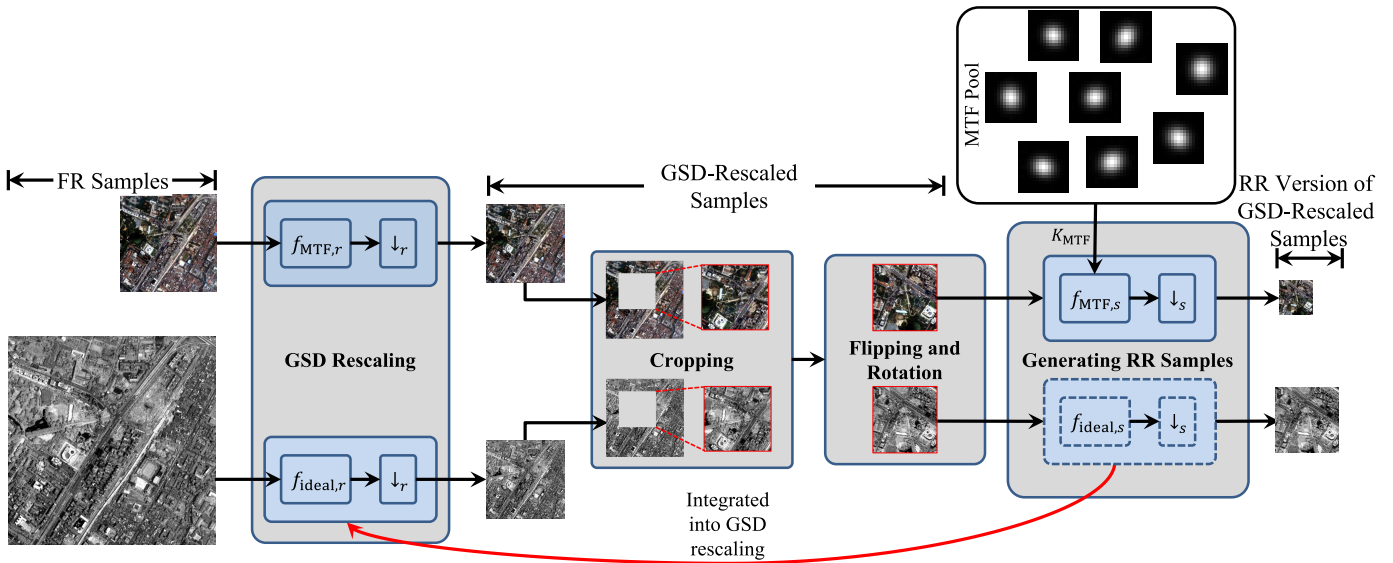 FR Samples
GSD-Rescaled
Samples
MTF Pool
RR Version of
GSD-Rescaled
Samples
f_MTF,r
↓_r
K_MTF
f_MTF,s
↓_s
GSD Rescaling
Cropping
Flipping and
Rotation
Generating RR Samples
f_ideal,r
↓_r
f_ideal,s
↓_s
Integrated
into GSD
rescaling